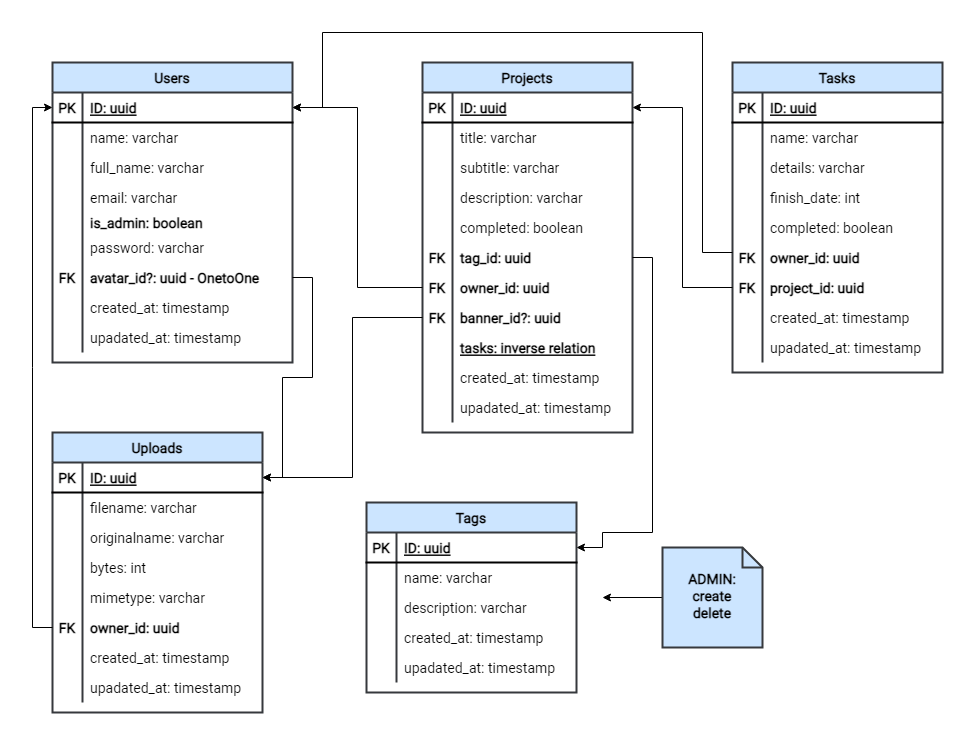 Users
PK ID: uuid
name: varchar
full_name: varchar
email: varchar
is_admin: boolean
password: varchar
FK avatar_id?: uuid - OnetoOne
created_at: timestamp
upadated_at: timestamp
Projects
PK ID: uuid
title: varchar
subtitle: varchar
description: varchar
completed: boolean
FK tag_id: uuid
FK owner_id: uuid
FK banner_id?: uuid
tasks: inverse relation
created_at: timestamp
upadated_at: timestamp
Tasks
PK ID: uuid
name: varchar
details: varchar
finish_date: int
completed: boolean
FK owner_id: uuid
FK project_id: uuid
created_at: timestamp
upadated_at: timestamp
Uploads
PK ID: uuid
filename: varchar
originalname: varchar
bytes: int
mimetype: varchar
FK owner_id: uuid
created_at: timestamp
upadated_at: timestamp
Tags
PK ID: uuid
name: varchar
description: varchar
created_at: timestamp
upadated_at: timestamp
ADMIN:
create
delete